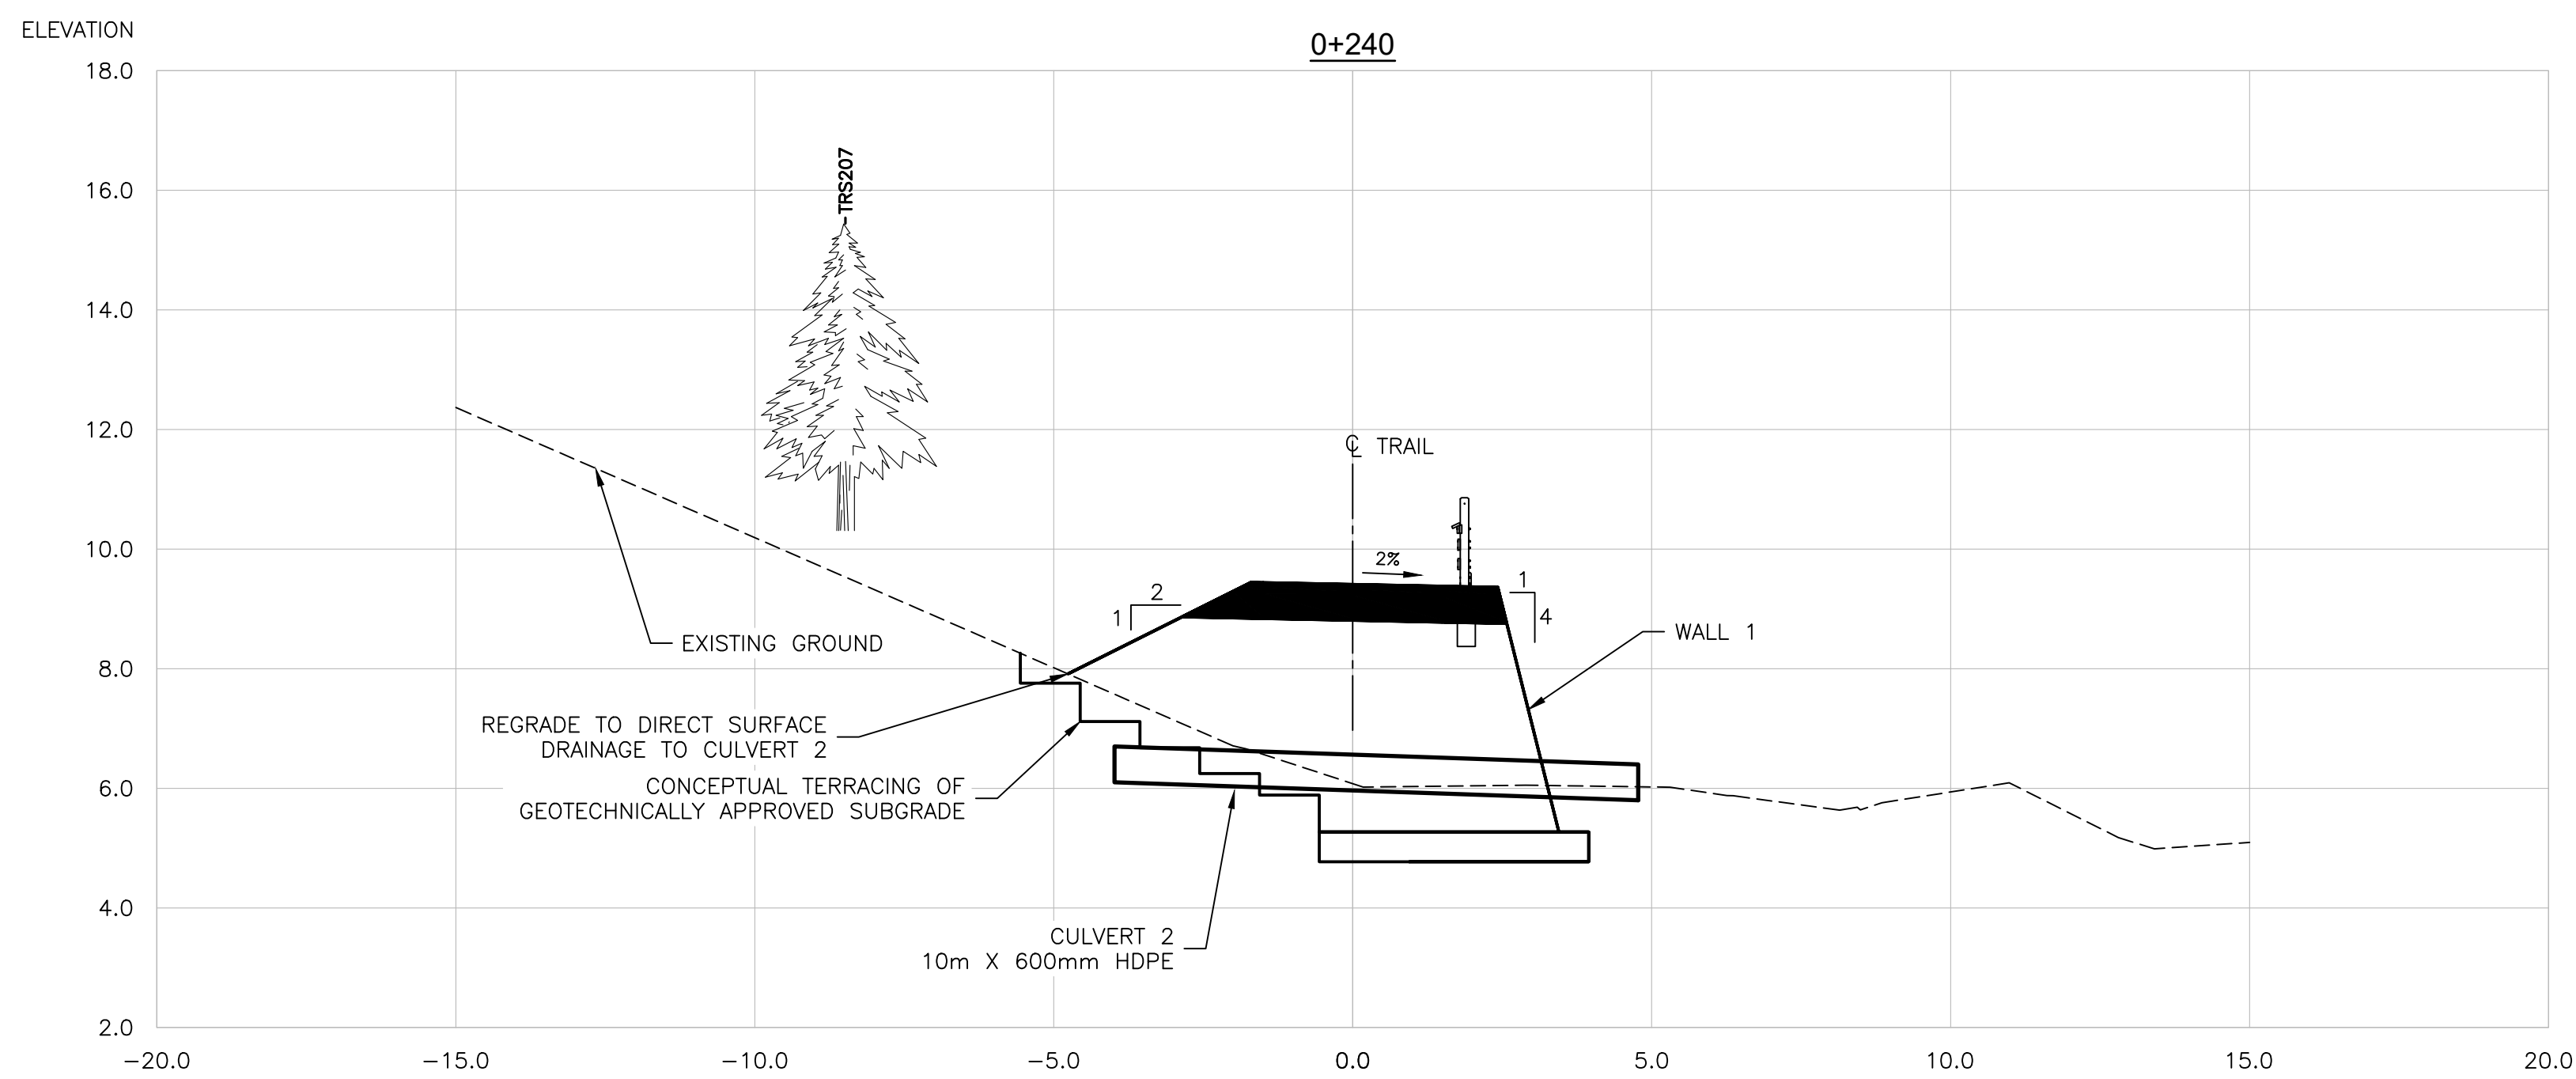 ELEVATION
0+240
18.0
16.0
TRS207
14.0
12.0
℄ TRAIL
10.0
2%
2
1
1
4
WALL 1
EXISTING GROUND
8.0
REGRADE TO DIRECT SURFACE
DRAINAGE TO CULVERT 2
CONCEPTUAL TERRACING OF
GEOTECHNICALLY APPROVED SUBGRADE
6.0
4.0
CULVERT 2
10m X 600mm HDPE
2.0
−20.0 −15.0 −10.0 −5.0 0.0 5.0 10.0 15.0 20.0